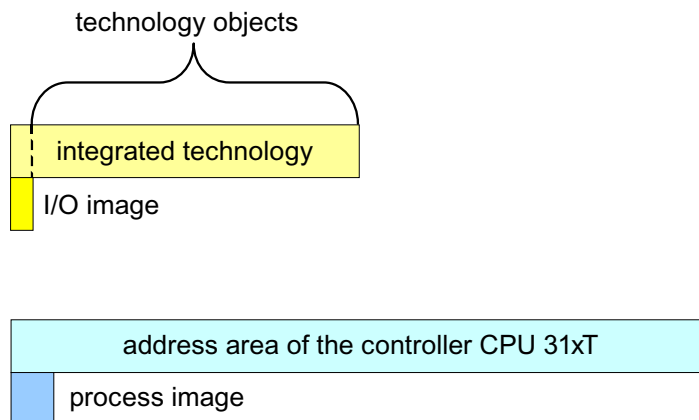 technology objects
integrated technology
I/O image
address area of the controller CPU 31xT
process image